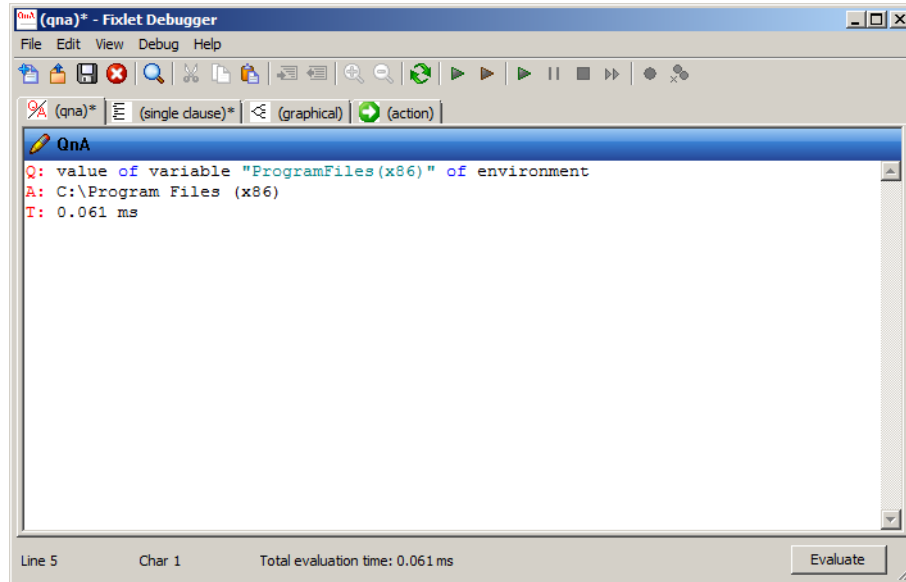 QnA (qna)* - Fixlet Debugger
File Edit View Debug Help
QA (qna)* (single clause)* (graphical) (action)
QnA
Q: value of variable "ProgramFiles(x86)" of environment
A: C:\Program Files (x86)
T: 0.061 ms
Line 5 Char 1 Total evaluation time: 0.061 ms Evaluate